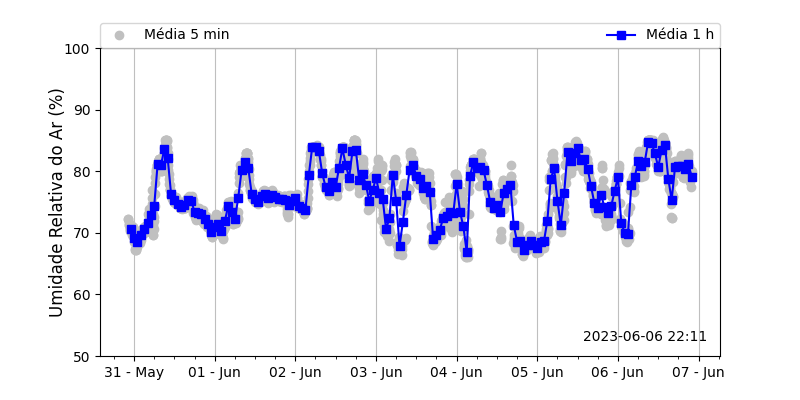 Média 5 min
Média 1 h
Umidade Relativa do Ar (%)
100
90
80
70
60
50
2023-06-06 22:11
31 - May
01 - Jun
02 - Jun
03 - Jun
04 - Jun
05 - Jun
06 - Jun
07 - Jun